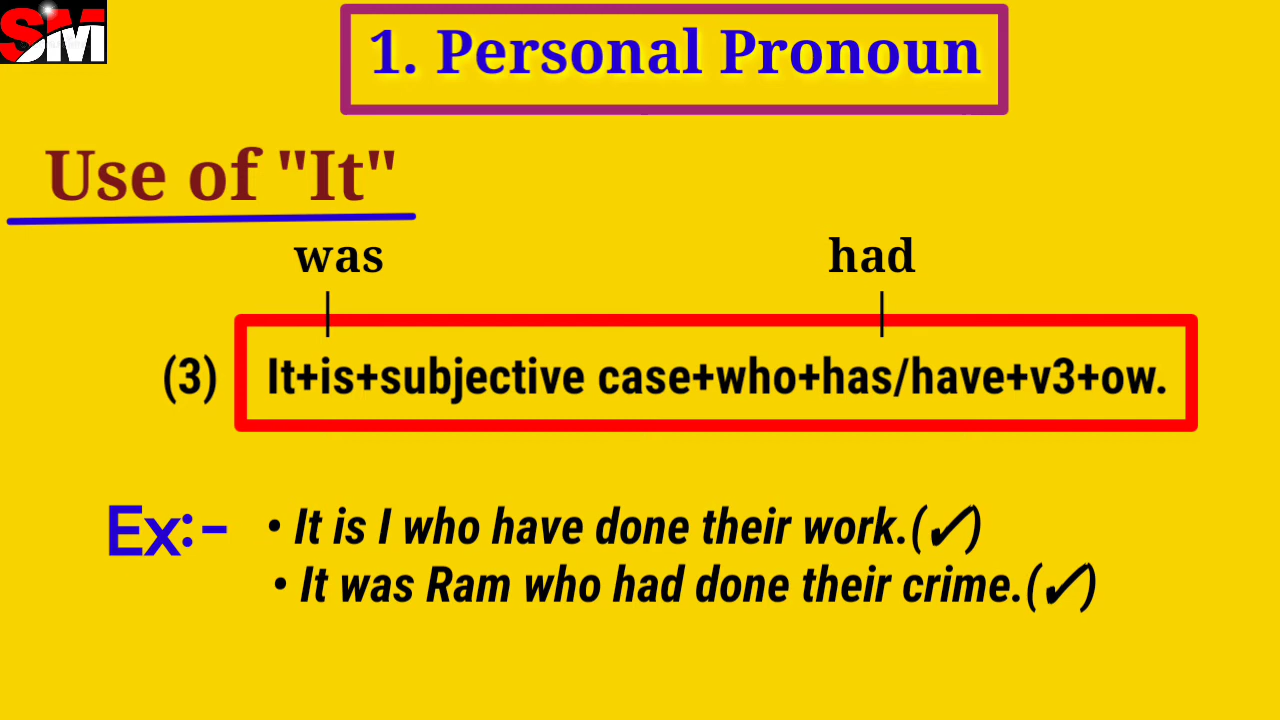 SiM
1. Personal Pronoun
Use of "It"
was had
(3) It+is+subjective case+who+has/have+v3+ow.
Ex:- • It is I who have done their work.(✓)
• It was Ram who had done their crime.(✓)